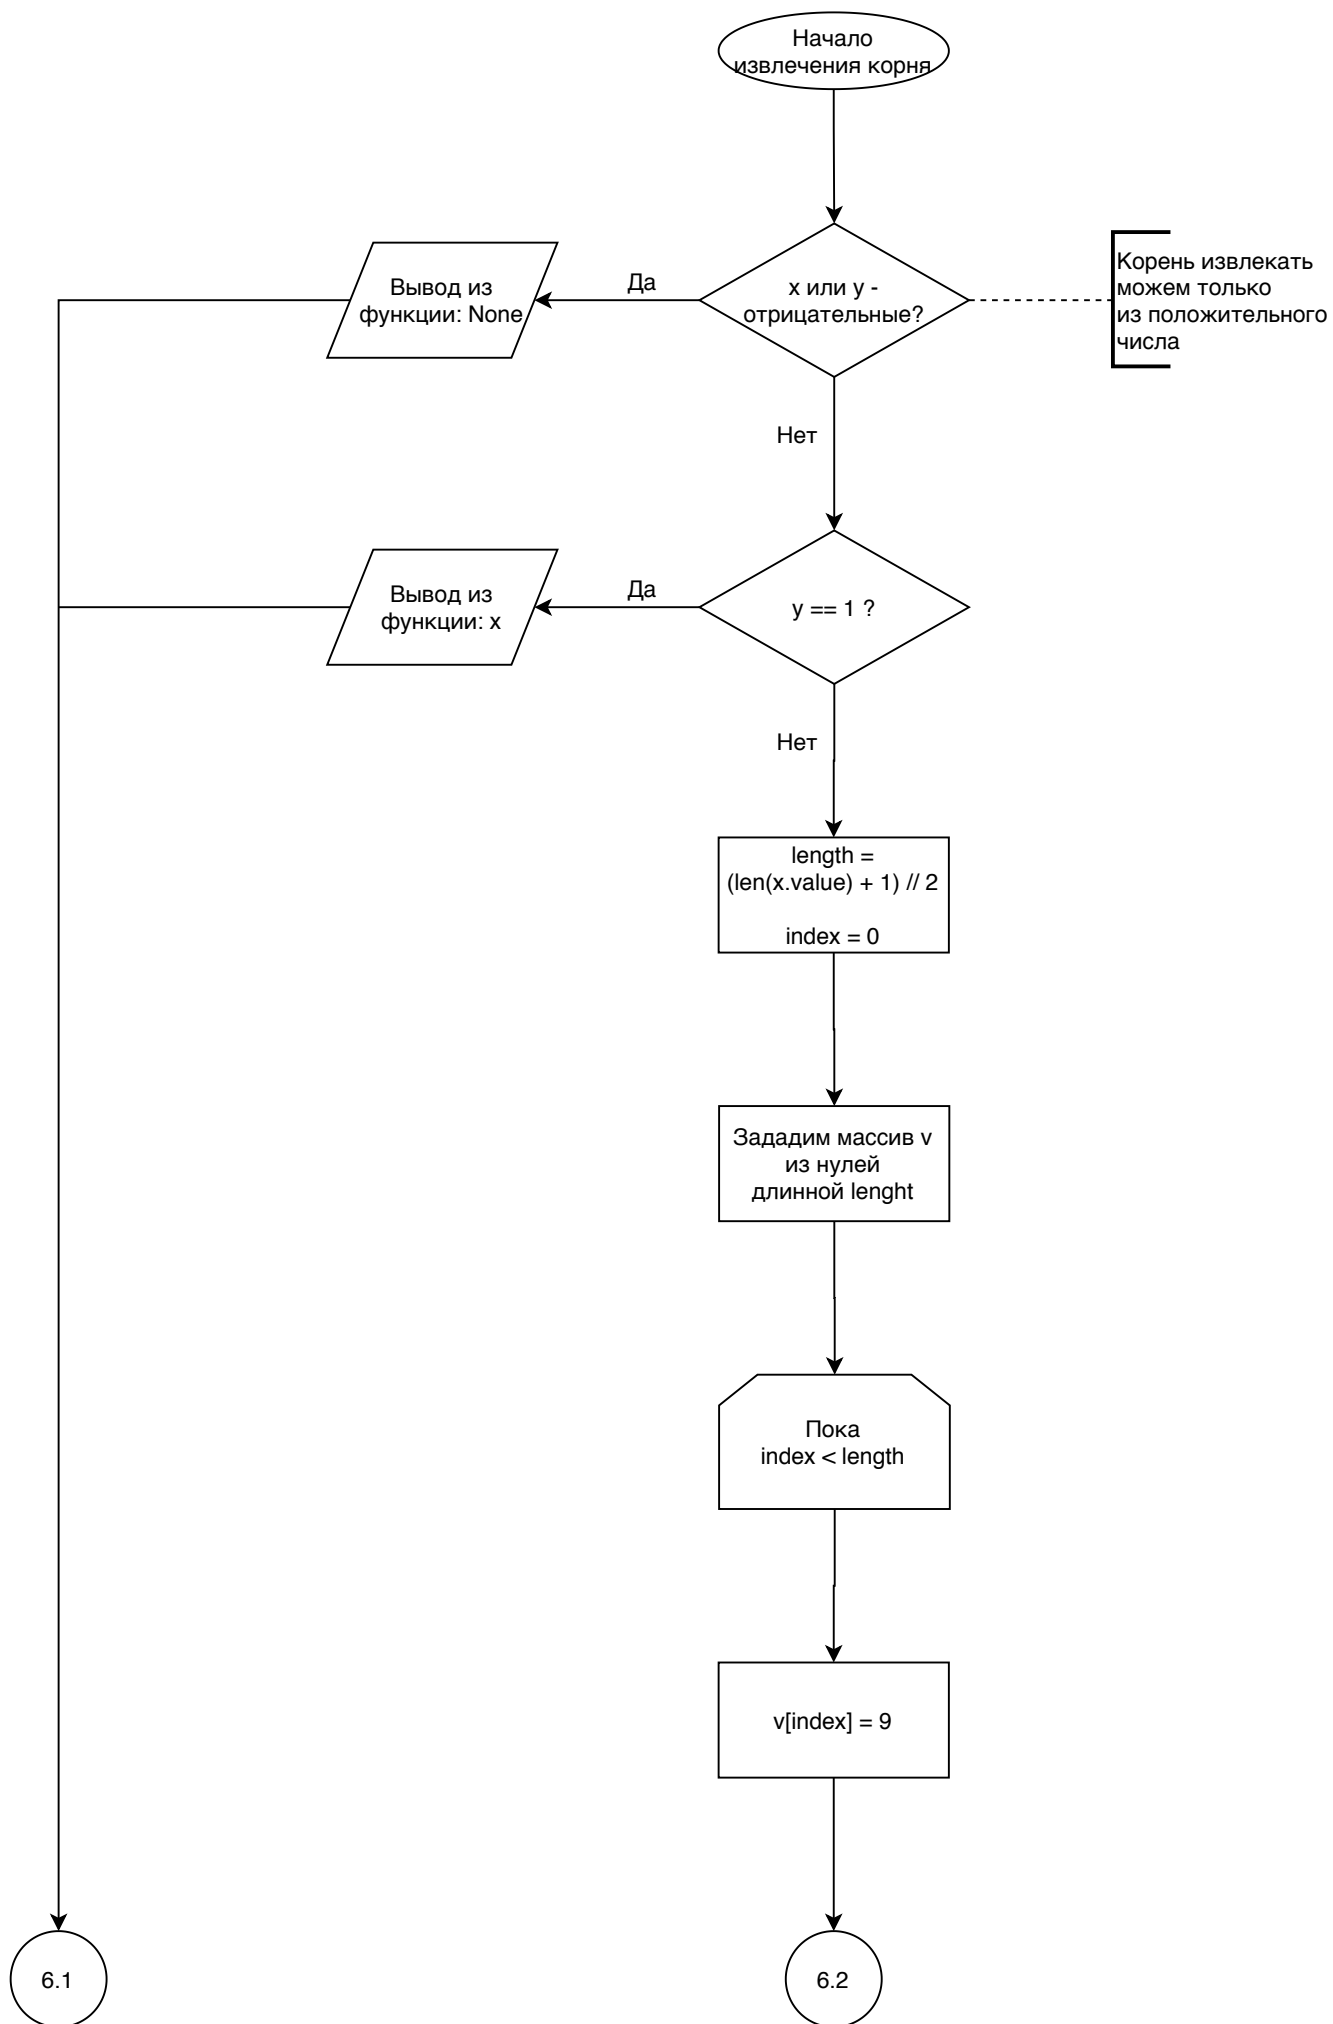 Начало
извлечения корня
Вывод из
функции: None
Да
x или y -
отрицательные?
Корень извлекать
можем только
из положительного
числа
Нет
Вывод из
функции: x
Да
y == 1 ?
Нет
length =
(len(x.value) + 1) // 2
index = 0
Зададим массив v
из нулей
длинной lenght
Пока
index < length
v[index] = 9
6.1
6.2